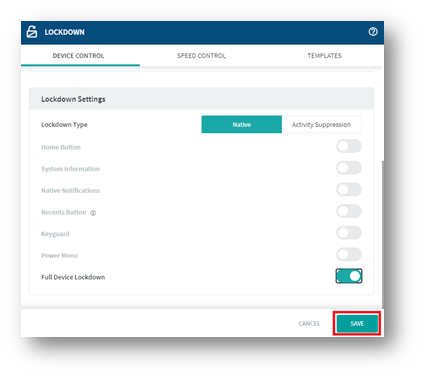 LOCKDOWN
DEVICE CONTROL SPEED CONTROL TEMPLATES
Lockdown Settings
Lockdown Type Native Activity Suppression
Home Button
System Information
Native Notifications
Recents Button
Keyguard
Power Menu
Full Device Lockdown
CANCEL SAVE